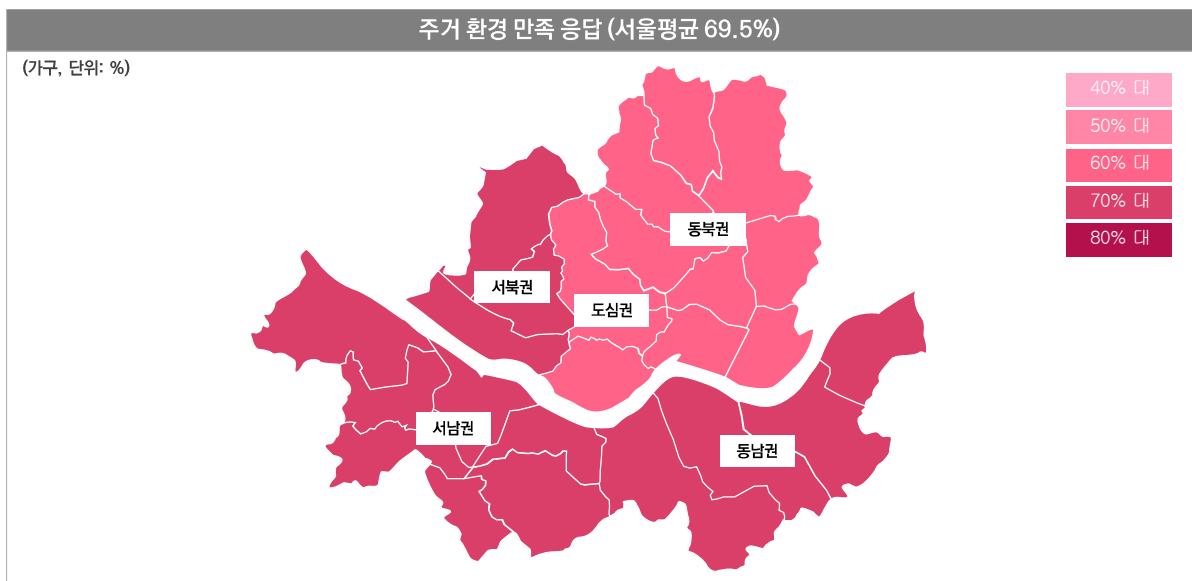 주거 환경 만족 응답 (서울평균 69.5%)
(가구, 단위: %)
40% 대
50% 대
60% 대
70% 대
80% 대
동북권
서북권
도심권
서남권
동남권